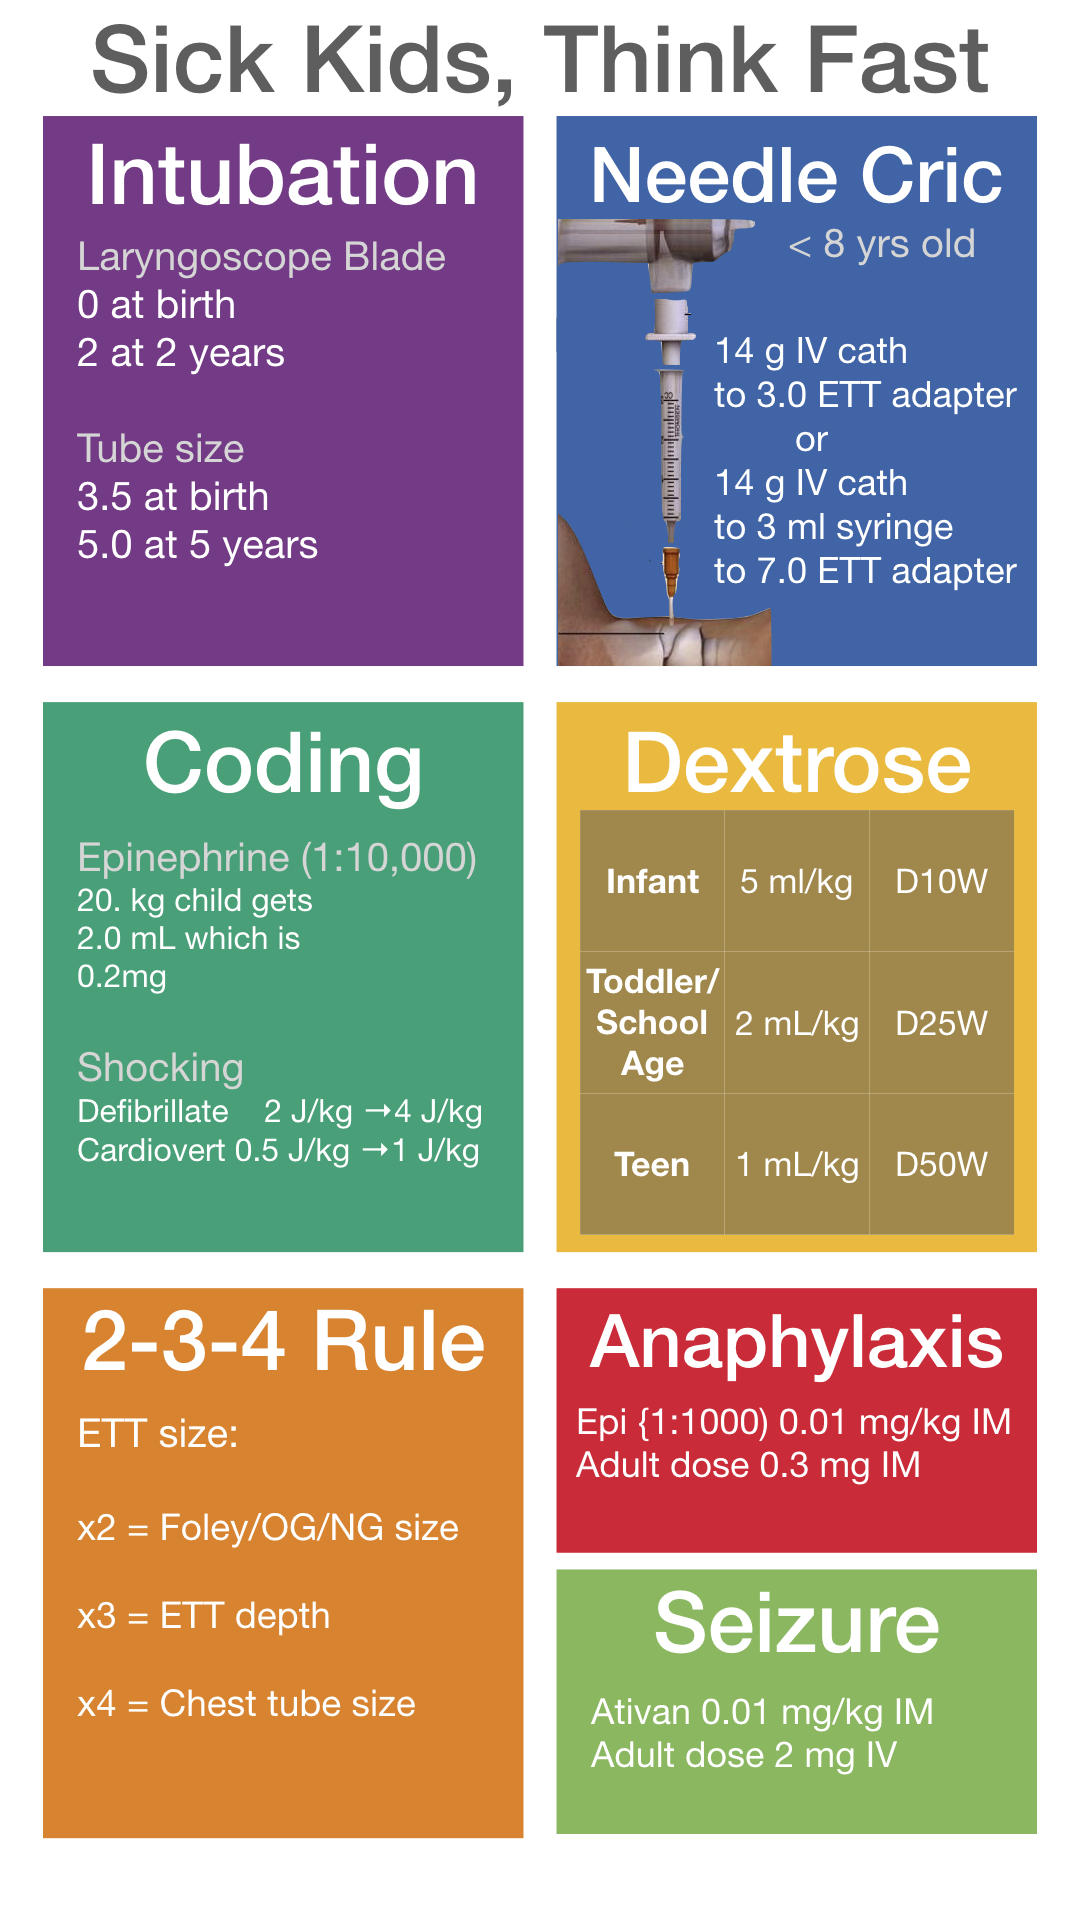 Sick Kids, Think Fast
Intubation
Laryngoscope Blade
0 at birth
2 at 2 years
Tube size
3.5 at birth
5.0 at 5 years
Needle Cric
< 8 yrs old
14 g IV cath
to 3.0 ETT adapter
or
14 g IV cath
to 3 ml syringe
to 7.0 ETT adapter
Coding
Epinephrine (1:10,000)
20. kg child gets
2.0 mL which is
0.2mg
Shocking
Defibrillate 2 J/kg →4 J/kg
Cardiovert 0.5 J/kg →1 J/kg
Dextrose
Infant 5 ml/kg D10W
Toddler/
School
Age
2 mL/kg D25W
Teen 1 mL/kg D50W
2-3-4 Rule
ETT size:
x2 = Foley/OG/NG size
x3 = ETT depth
x4 = Chest tube size
Anaphylaxis
Epi {1:1000) 0.01 mg/kg IM
Adult dose 0.3 mg IM
Seizure
Ativan 0.01 mg/kg IM
Adult dose 2 mg IV